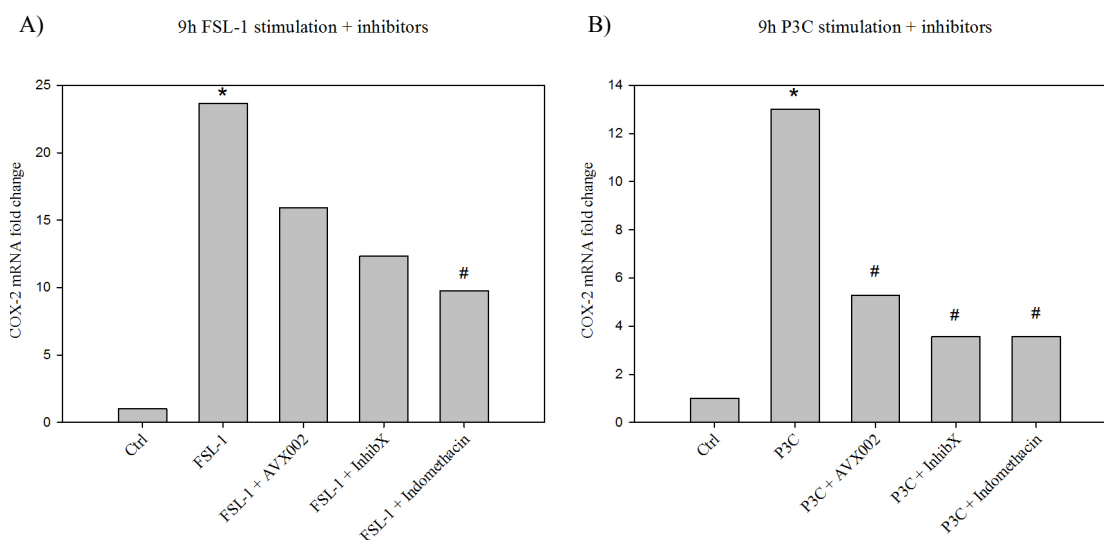 A)
9h FSL-1 stimulation + inhibitors
COX-2 mRNA fold change
25
20
15
10
5
0
*
#
Ctrl
FSL-1
FSL-1 + AVX002
FSL-1 + InhibX
FSL-1 + Indomethacin
B)
9h P3C stimulation + inhibitors
COX-2 mRNA fold change
14
12
10
8
6
4
2
0
*
#
#
#
Ctrl
P3C
P3C + AVX002
P3C + InhibX
P3C + Indomethacin